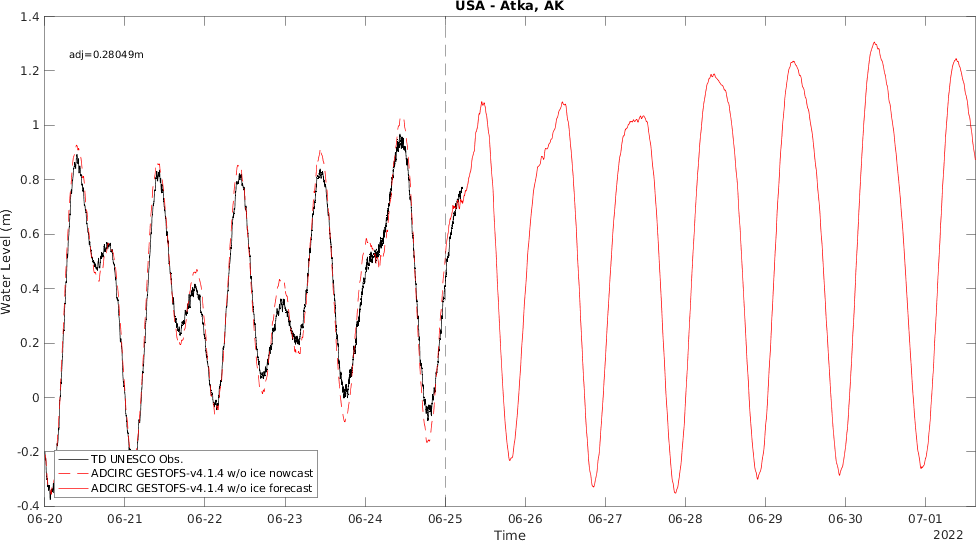 USA - Atka, AK
adj=0.28049m
Water Level (m)
1.4
1.2
1
0.8
0.6
0.4
0.2
0
-0.2
-0.4
TD UNESCO Obs.
ADCIRC GESTOFS-v4.1.4 w/o ice nowcast
ADCIRC GESTOFS-v4.1.4 w/o ice forecast
06-20 06-21 06-22 06-23 06-24 06-25 06-26 06-27 06-28 06-29 06-30 07-01
Time
2022